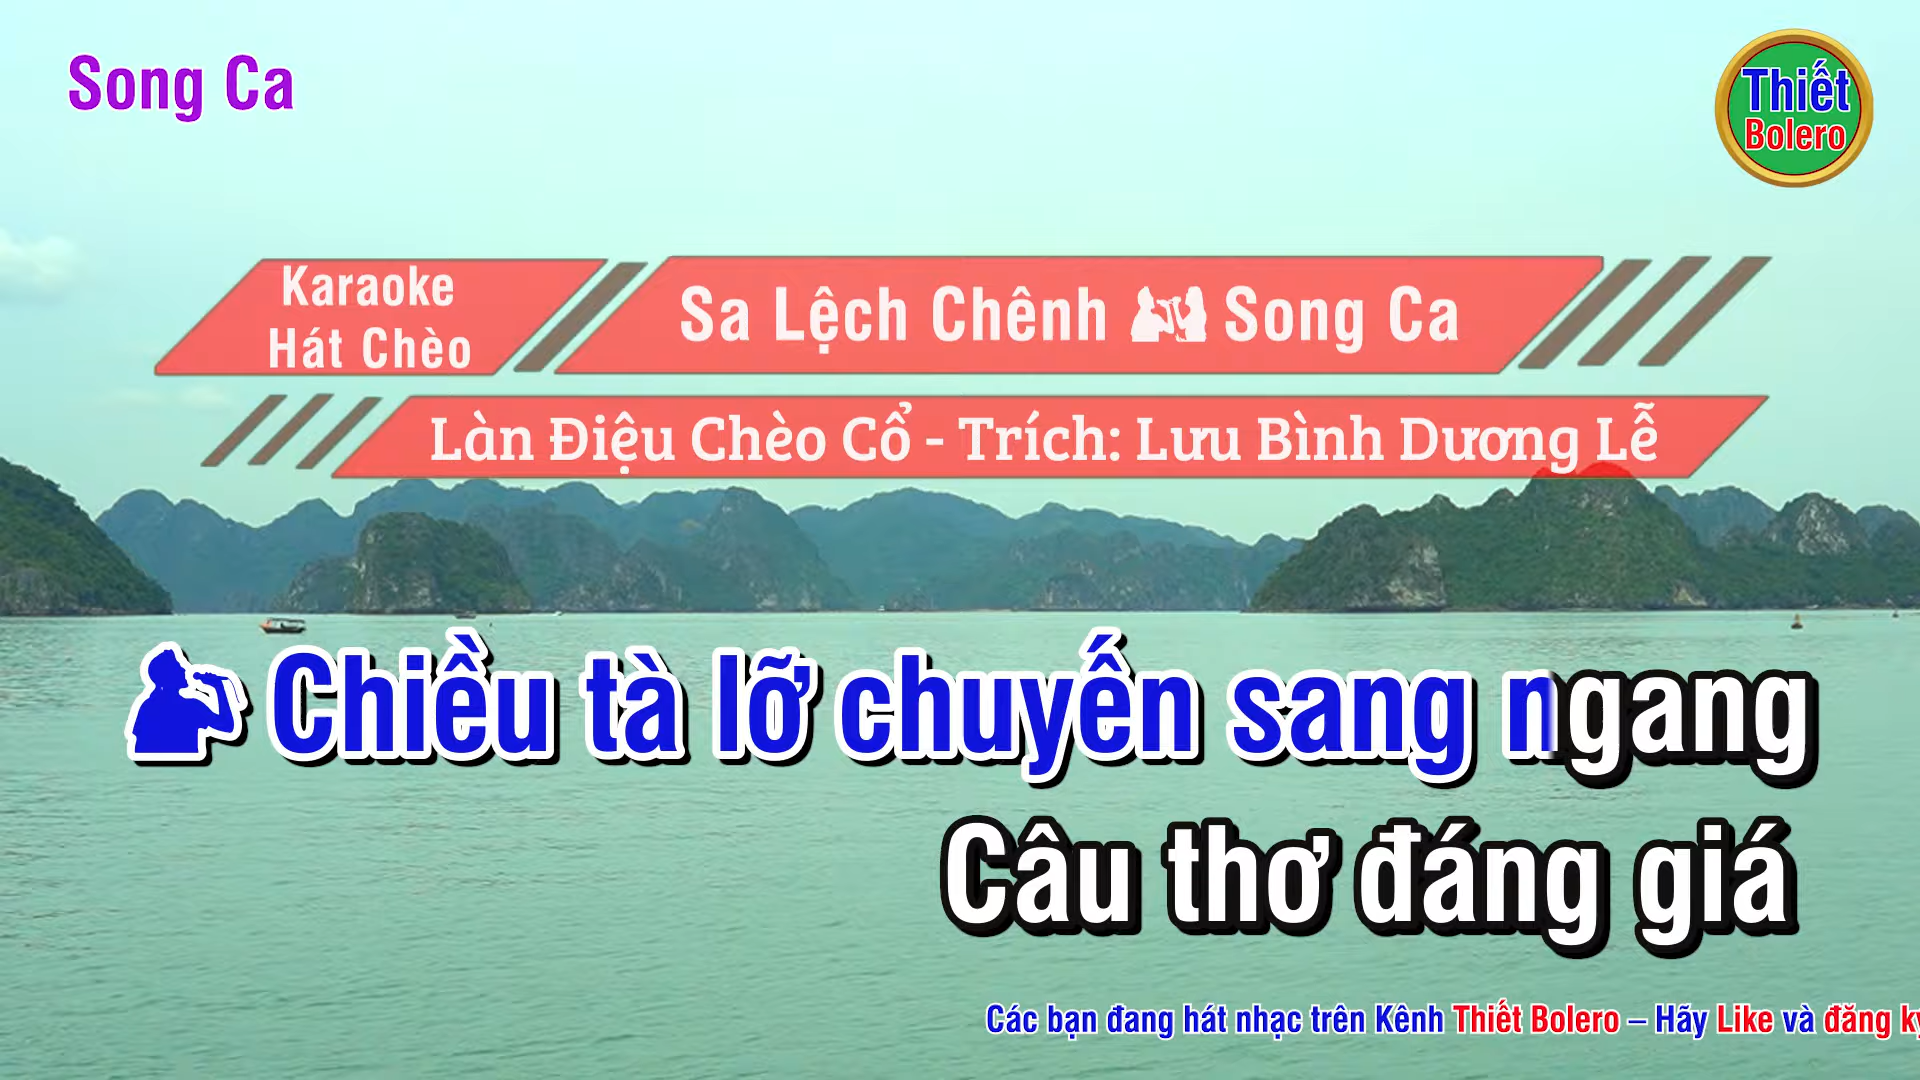 Song Ca
Thiết
Bolero
Karaoke
Hát Chèo
Sa Lệch Chênh Song Ca
Làn Điệu Chèo Cổ - Trích: Lưu Bình Dương Lễ
Chiều tà lỡ chuyến sang ngang
Câu thơ đáng giá
Các bạn đang hát nhạc trên Kênh Thiết Bolero – Hãy Like và đăng ký